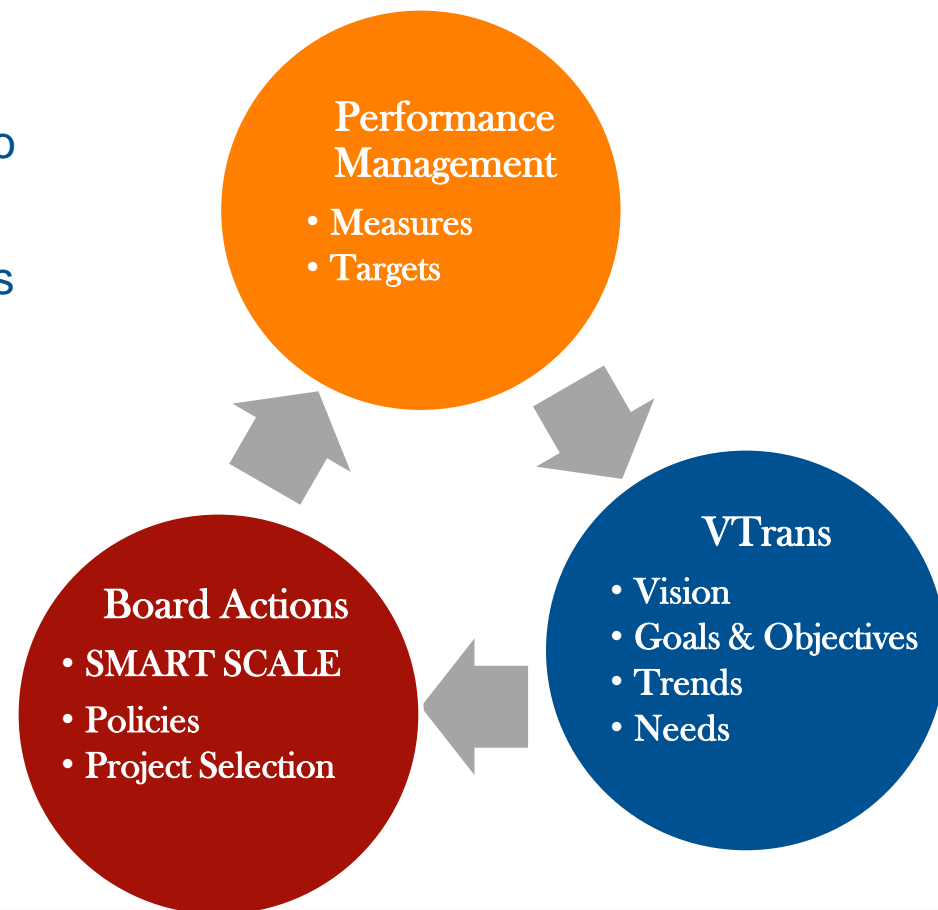 Performance
Management
• Measures
• Targets
VTrans
• Vision
• Goals & Objectives
• Trends
• Needs
Board Actions
• SMART SCALE
• Policies
• Project Selection